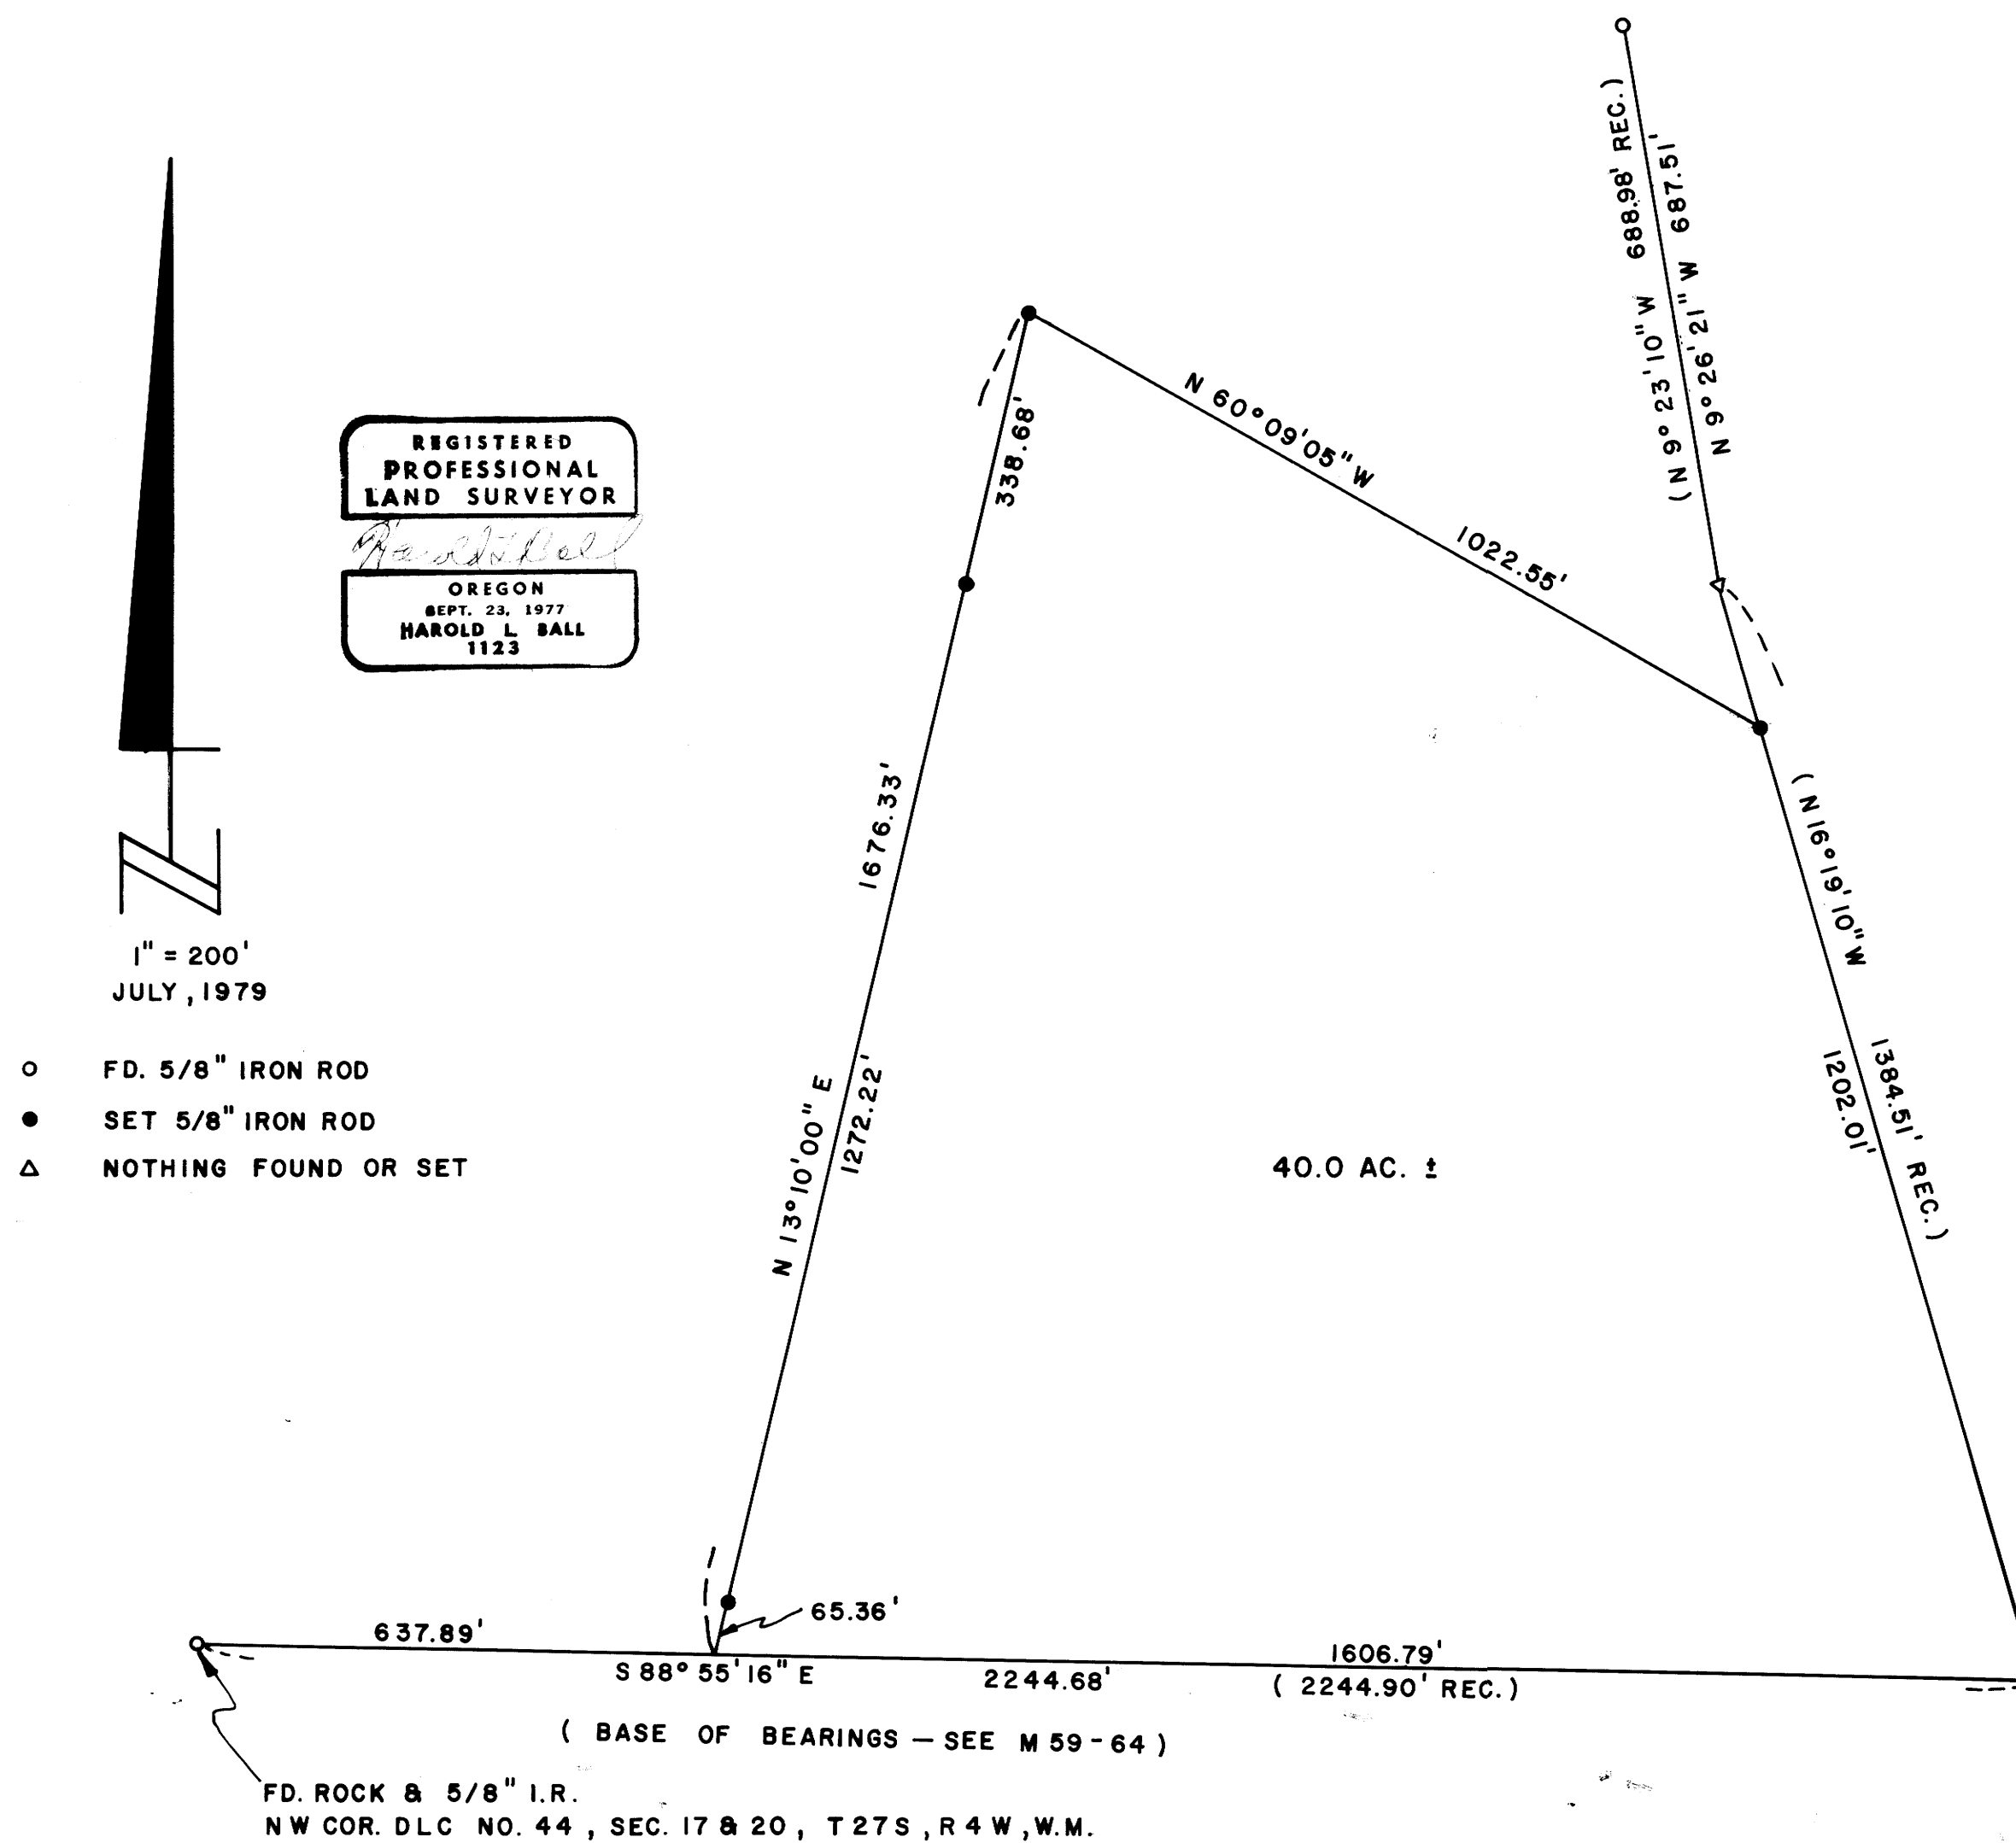 (N 9° 23' 10" W 688.98' REC.)
N 9° 26' 21" W 687.51'
338.68'
N 60°09'05" W 1022.55'
REGISTERED
PROFESSIONAL
LAND SURVEYOR
Harold L Ball
OREGON
SEPT. 23, 1977
HAROLD L BALL
1123
1676.33'
(N 16° 19' 10" W 1384.51' REC.)
1202.01'
N 13° 10' 00" E
1272.22'
1" = 200'
JULY, 1979
FD. 5/8" IRON ROD
SET 5/8" IRON ROD
NOTHING FOUND OR SET
40.0 AC. ±
65.36'
637.89'
1606.79'
S 88° 55' 16" E 2244.68' ( 2244.90' REC.)
( BASE OF BEARINGS — SEE M 59 - 64 )
FD. ROCK & 5/8" I.R.
NW COR. DLC NO. 44 , SEC. 17 & 20 , T 27 S , R 4 W , W.M.